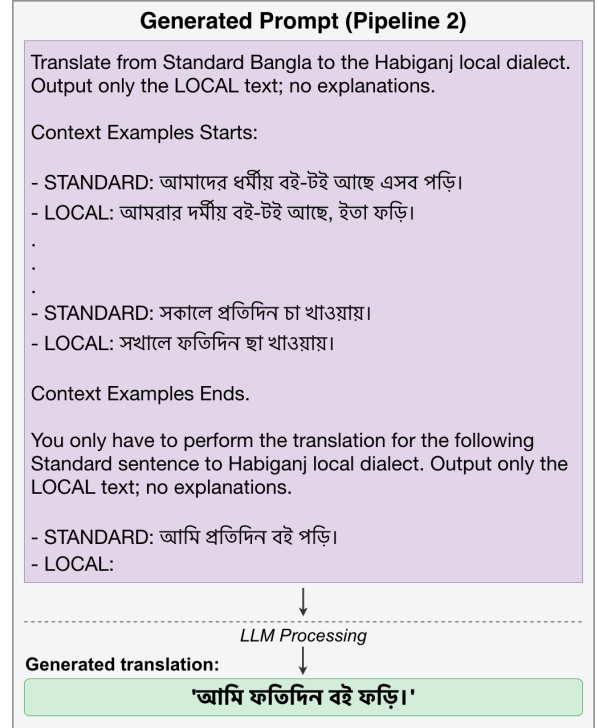 Generated Prompt (Pipeline 2)
Translate from Standard Bangla to the Habiganj local dialect.
Output only the LOCAL text; no explanations.
Context Examples Starts:
- STANDARD: আমাদের ধর্মীয় বই-টই আছে এসব পড়ি।
- LOCAL: আমরার দর্মীয় বই-টই আছে, ইতা ফড়ি।
.
.
.
- STANDARD: সকালে প্রতিদিন চা খাওয়ায়।
- LOCAL: সখালে ফতিদিন ছা খাওয়ায়।
Context Examples Ends.
You only have to perform the translation for the following
Standard sentence to Habiganj local dialect. Output only the
LOCAL text; no explanations.
- STANDARD: আমি প্রতিদিন বই পড়ি।
- LOCAL:
LLM Processing
Generated translation:
'আমি ফতিদিন বই ফড়ি।'